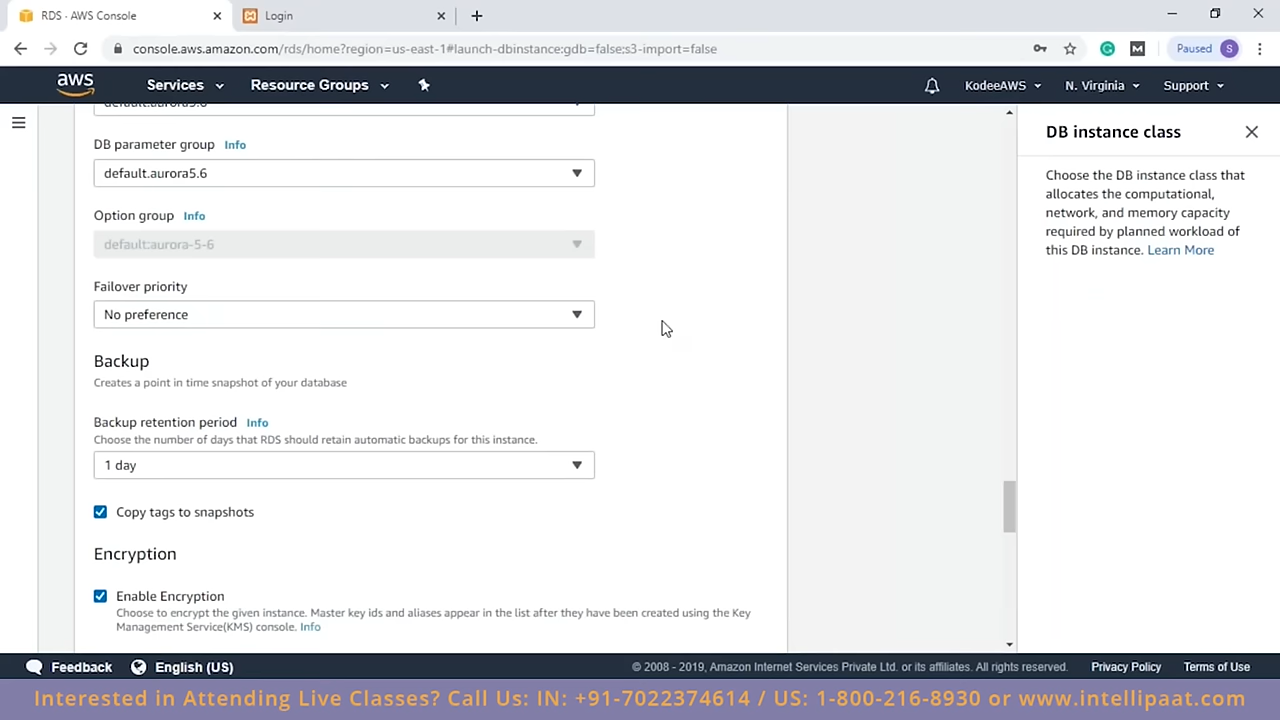 RDS · AWS Console
Login
console.aws.amazon.com/rds/home?region=us-east-1#launch-dbinstance:gdb=false;s3-import=false
Paused S
aws
Services
Resource Groups
KodeeAWS
N. Virginia
Support
default.aurora5.6
DB parameter group Info
default.aurora5.6
Option group Info
default:aurora-5-6
Failover priority
No preference
Backup
Creates a point in time snapshot of your database
Backup retention period Info
Choose the number of days that RDS should retain automatic backups for this instance.
1 day
Copy tags to snapshots
Encryption
Enable Encryption
Choose to encrypt the given instance. Master key ids and aliases appear in the list after they have been created using the Key
Management Service(KMS) console. Info
DB instance class
Choose the DB instance class that
allocates the computational,
network, and memory capacity
required by planned workload of
this DB instance. Learn More
Feedback
English (US)
© 2008 - 2019, Amazon Internet Services Private Ltd. or its affiliates. All rights reserved.
Privacy Policy
Terms of Use
Interested in Attending Live Classes? Call Us: IN: +91-7022374614 / US: 1-800-216-8930 or www.intellipaat.com